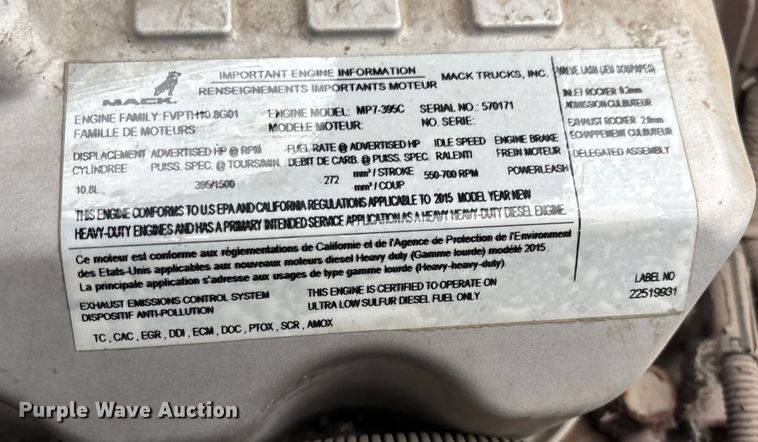 MACK
IMPORTANT ENGINE INFORMATION
RENSEIGNEMENTS IMPORTANTS MOTEUR
MACK TRUCKS, INC.
ENGINE FAMILY: FVPTH10.8G01
FAMILLE DE MOTEURS
ENGINE MODEL: MP7-395C
MODELE MOTEUR:
SERIAL NO.: 570171
NO. SERIE:
DISPLACEMENT ADVERTISED HP @ RPM FUEL RATE @ ADVERTISED HP IDLE SPEED ENGINE BRAKE
CYLINDREE PUISS. SPEC. @ TOURS/MIN. DEBIT DE CARB. @ PUISS. SPEC. RALENTI FREIN MOTEUR
10.8L 395/1500 272 mm³ / STROKE 550-700 RPM POWERLEASH
mm³ / COUP
THIS ENGINE CONFORMS TO U.S EPA AND CALIFORNIA REGULATIONS APPLICABLE TO 2015 MODEL YEAR NEW
HEAVY-DUTY ENGINES AND HAS A PRIMARY INTENDED SERVICE APPLICATION AS A HEAVY HEAVY-DUTY DIESEL ENGINE.
Ce moteur est conforme aux réglementations de Californie et de l'Agence de Protection de l'Environment
des Etats-Unis applicables aux nouveaux moteurs diesel Heavy duty (Gamme lourde) modélé 2015.
La principale application s'adresse aux usages de type gamme lourde (Heavy-heavy-duty).
EXHAUST EMISSIONS CONTROL SYSTEM
DISPOSITIF ANTI-POLLUTION
THIS ENGINE IS CERTIFIED TO OPERATE ON
ULTRA LOW SULFUR DIESEL FUEL ONLY.
TC , CAC , EGR , DDI , ECM , DOC , PTOX , SCR , AMOX
VALVE LASH (JEU SOUPAPES)
INLET ROCKER 0.2mm
ADMISSION CULBUTEUR
EXHAUST ROCKER 2.9mm
ECHAPPEMENT CULBUTEUR
DELEGATED ASSEMBLY
LABEL NO
22519931
Purple Wave Auction